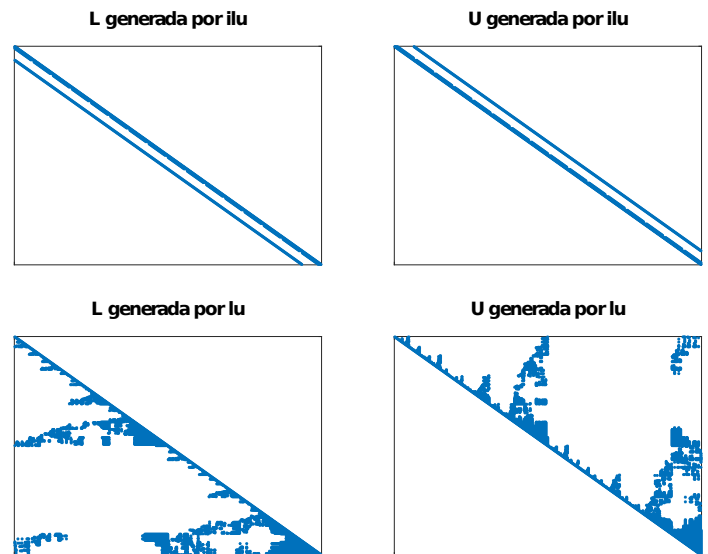 L generada por ilu
U generada por ilu
L generada por lu
U generada por lu